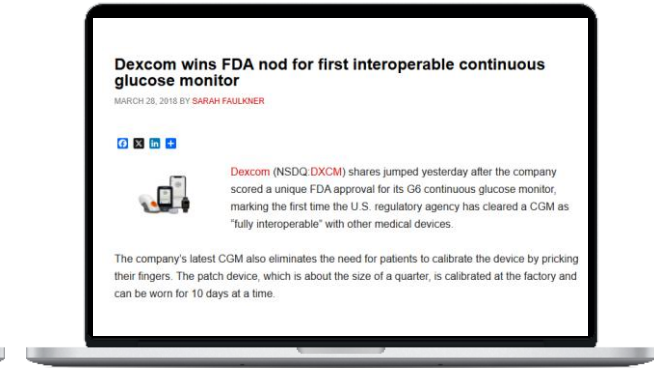 Dexcom wins FDA nod for first interoperable continuous
glucose monitor
MARCH 28, 2018 BY SARAH FAULKNER
Dexcom (NSDQ:DXCM) shares jumped yesterday after the company
scored a unique FDA approval for its G6 continuous glucose monitor,
marking the first time the U.S. regulatory agency has cleared a CGM as
“fully interoperable” with other medical devices.
The company’s latest CGM also eliminates the need for patients to calibrate the device by pricking
their fingers. The patch device, which is about the size of a quarter, is calibrated at the factory and
can be worn for 10 days at a time.